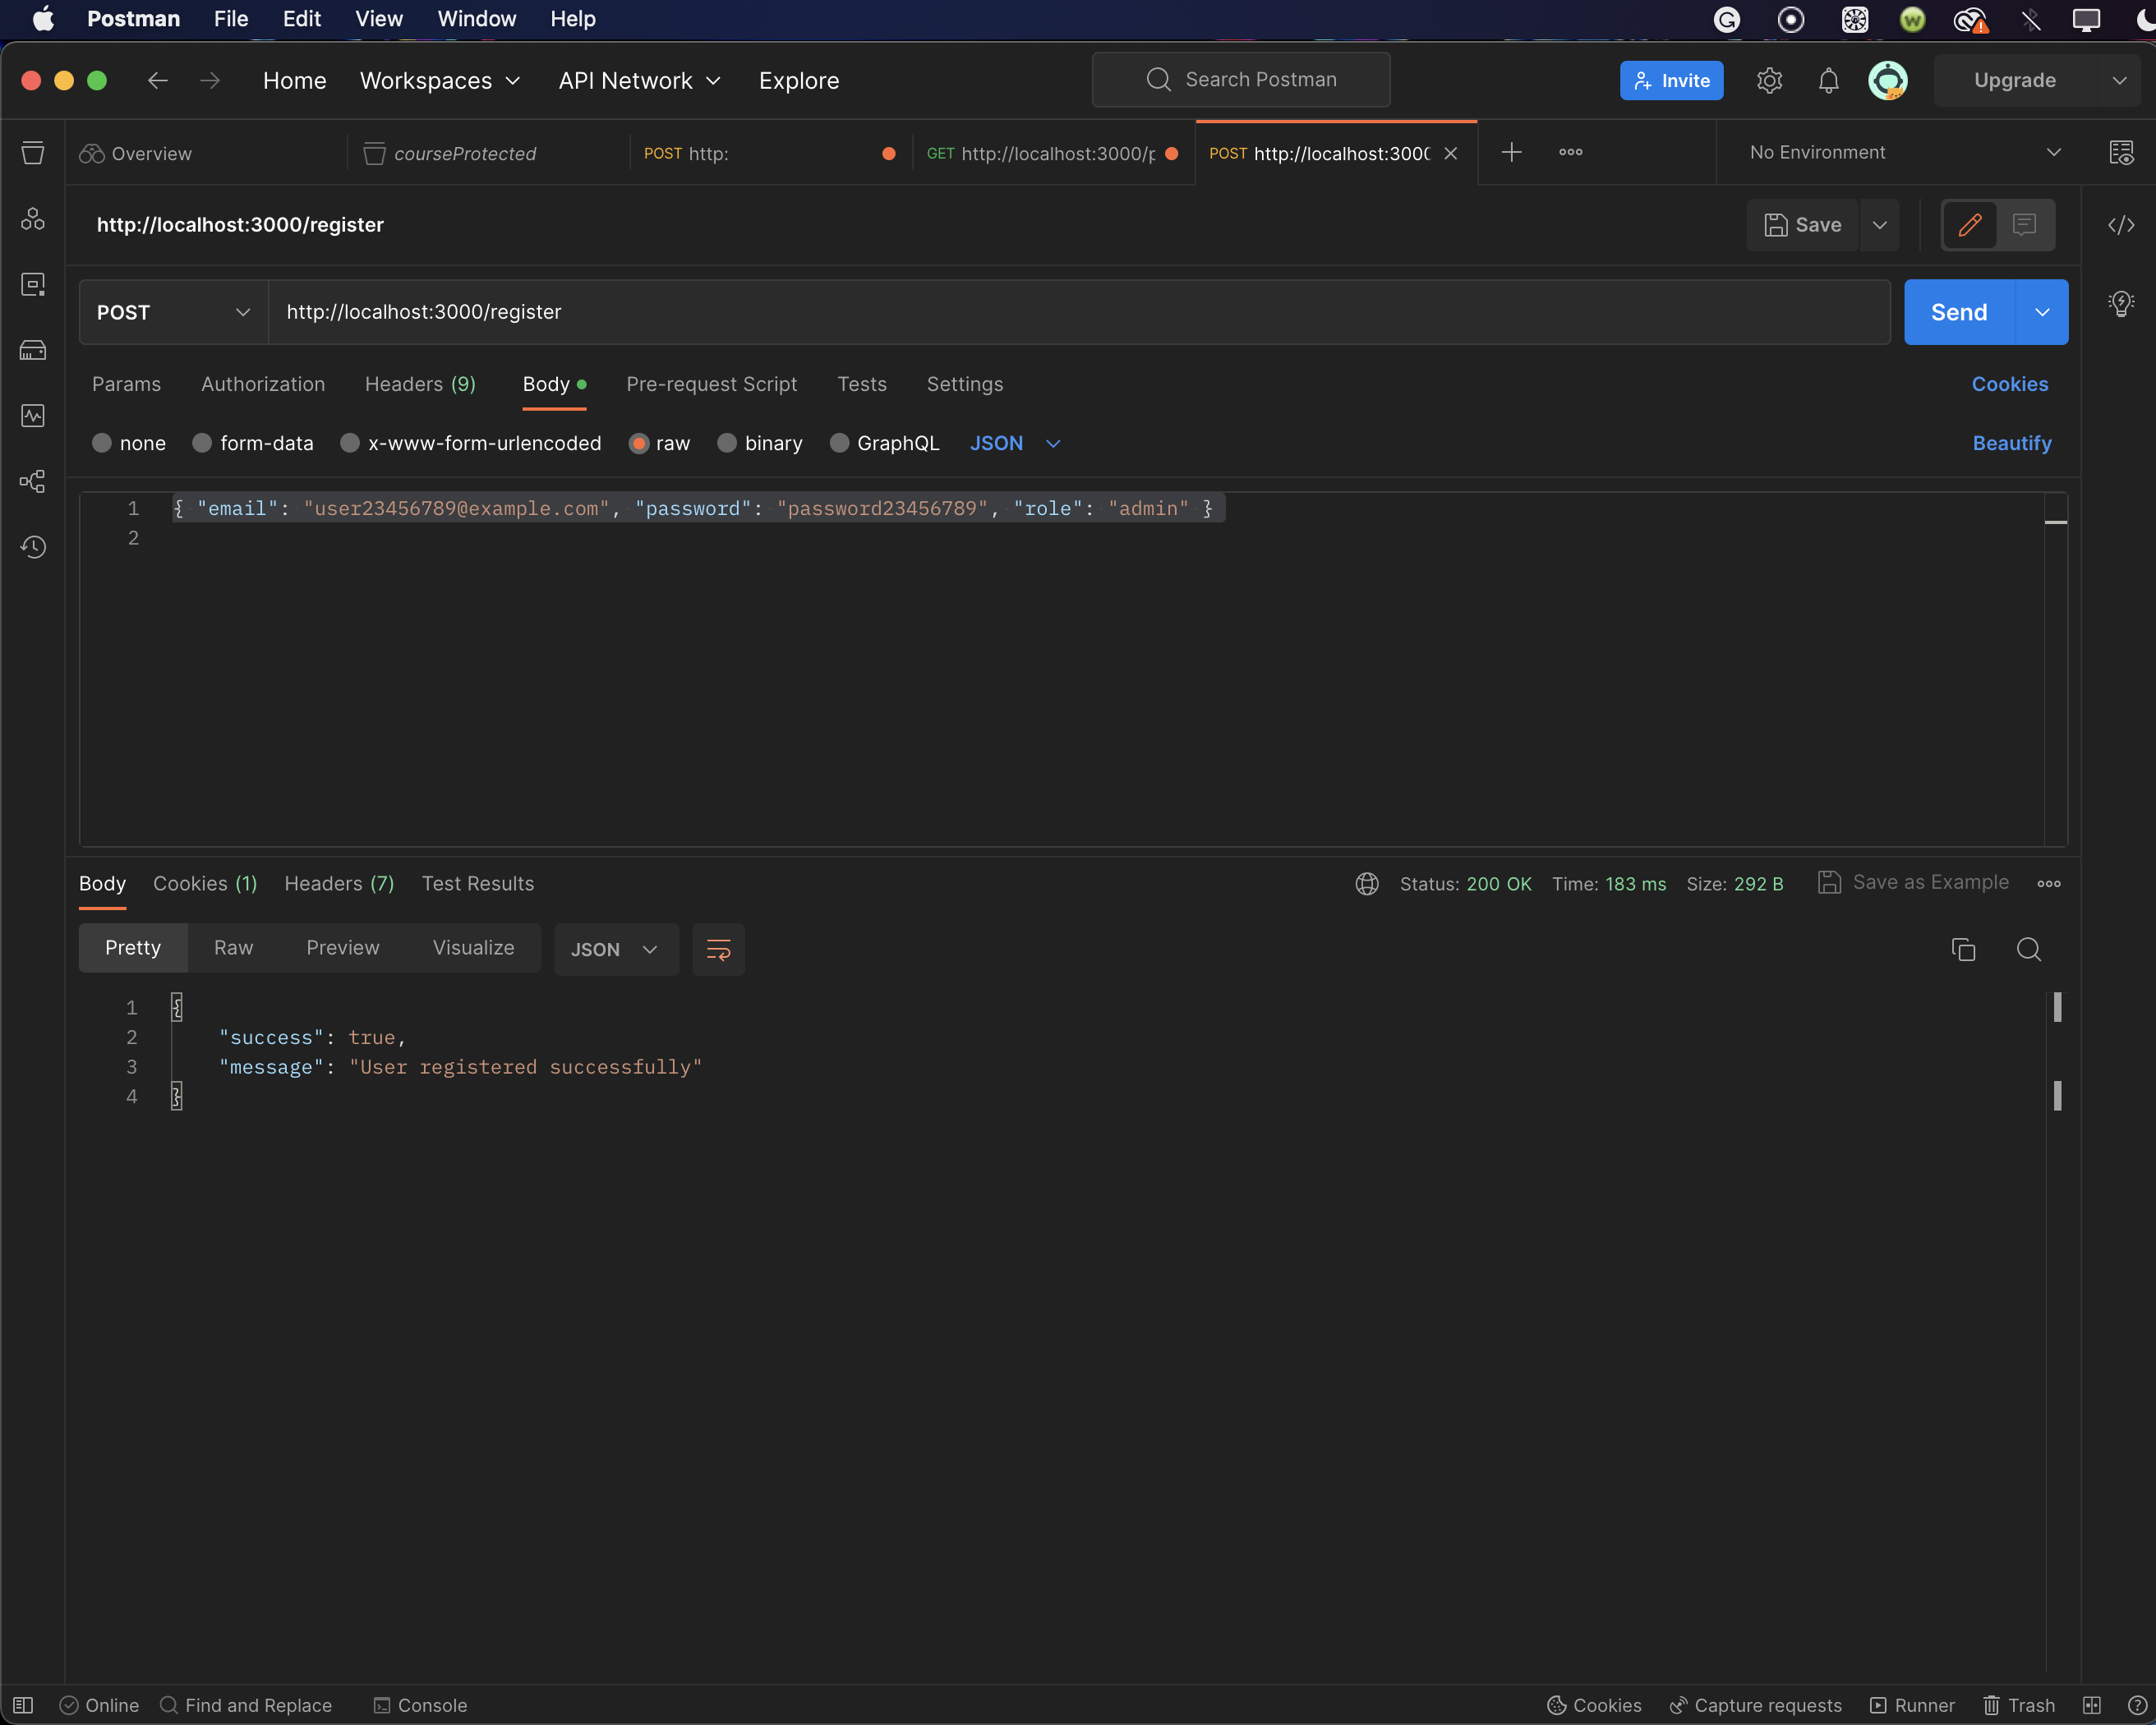 Postman File Edit View Window Help
Home Workspaces API Network Explore Search Postman Invite Upgrade
Overview courseProtected POST http: GET http://localhost:3000/p POST http://localhost:300 No Environment
http://localhost:3000/register Save
POST http://localhost:3000/register Send
Params Authorization Headers (9) Body Pre-request Script Tests Settings Cookies
none form-data x-www-form-urlencoded raw binary GraphQL JSON Beautify
1 { "email": "user23456789@example.com", "password": "password23456789", "role": "admin" }
2
Body Cookies (1) Headers (7) Test Results Status: 200 OK Time: 183 ms Size: 292 B Save as Example
Pretty Raw Preview Visualize JSON
1 {
2 "success": true,
3 "message": "User registered successfully"
4 }
Online Find and Replace Console Cookies Capture requests Runner Trash